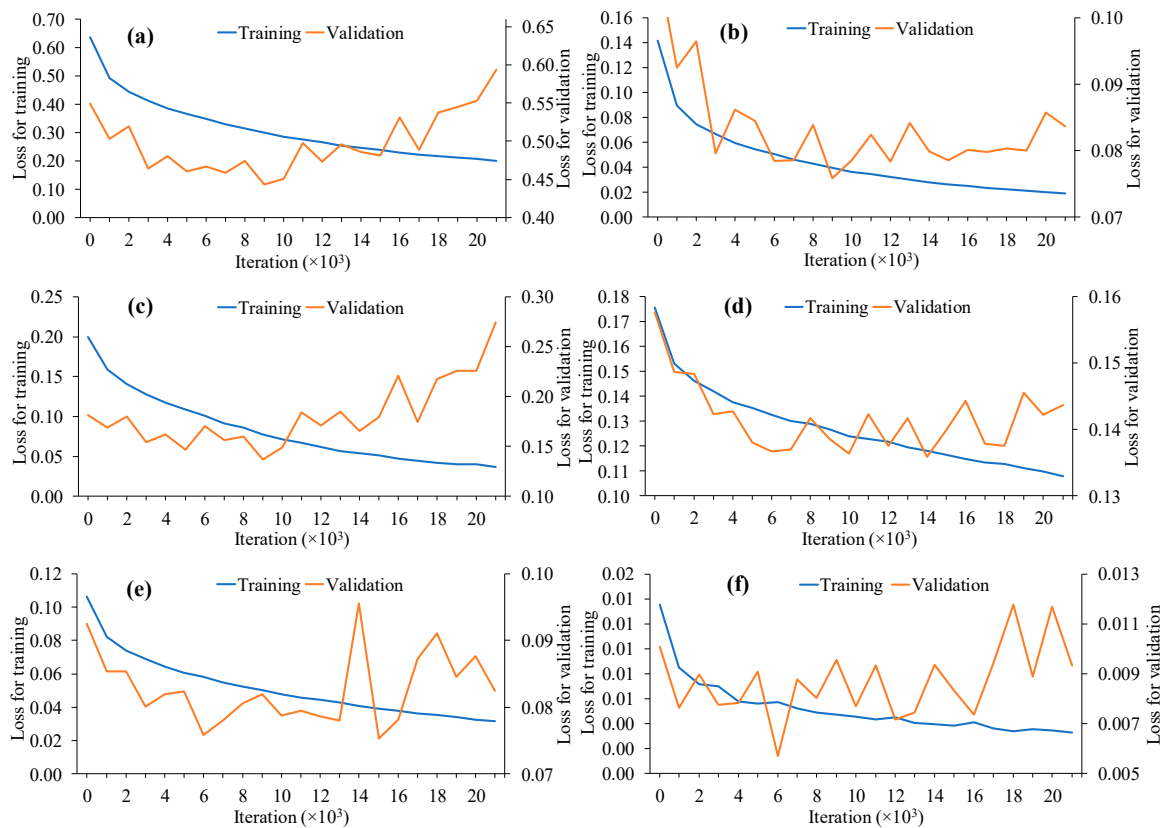 (a)
Training
Validation
Loss for training
0.70
0.60
0.50
0.40
0.30
0.20
0.10
0.00
Loss for validation
0.65
0.60
0.55
0.50
0.45
0.40
0 2 4 6 8 10 12 14 16 18 20
Iteration (×10³)
(b)
Training
Validation
Loss for training
0.16
0.14
0.12
0.10
0.08
0.06
0.04
0.02
0.00
Loss for validation
0.10
0.09
0.08
0.07
0 2 4 6 8 10 12 14 16 18 20
Iteration (×10³)
(c)
Training
Validation
Loss for training
0.25
0.20
0.15
0.10
0.05
0.00
Loss for validation
0.30
0.25
0.20
0.15
0.10
0 2 4 6 8 10 12 14 16 18 20
Iteration (×10³)
(d)
Training
Validation
Loss for training
0.18
0.17
0.16
0.15
0.14
0.13
0.12
0.11
0.10
Loss for validation
0.16
0.15
0.14
0.13
0 2 4 6 8 10 12 14 16 18 20
Iteration (×10³)
(e)
Training
Validation
Loss for training
0.12
0.10
0.08
0.06
0.04
0.02
0.00
Loss for validation
0.10
0.09
0.08
0.07
0 2 4 6 8 10 12 14 16 18 20
Iteration (×10³)
(f)
Training
Validation
Loss for training
0.02
0.01
0.01
0.01
0.01
0.01
0.00
0.00
0.00
Loss for validation
0.013
0.011
0.009
0.007
0.005
0 2 4 6 8 10 12 14 16 18 20
Iteration (×10³)